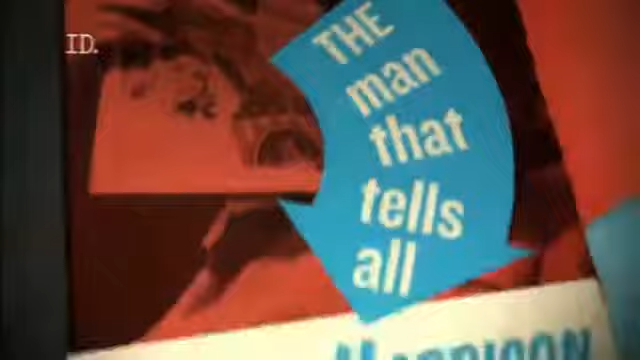 ID.
THE
man
that
tells
all